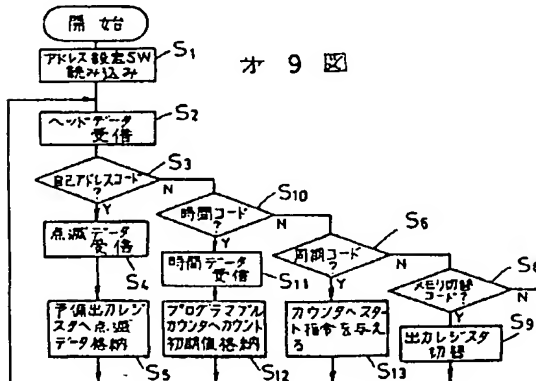 開始
アドレス設定SW
読み込み
S1
オ9図
ヘッドデータ
受信
S2
自己アドレスコード
?
S3
N
Y
時間コード
?
S10
N
Y
同期コード
?
S6
N
Y
メモリ切替
コード?
S8
N
Y
点滅データ
受信
S4
時間データ
受信
S11
予備出力レジ
スタへ点滅
データ格納
S5
プログラマブル
カウンタへカウント
初期値格納
S12
カウンタへスター
ト指令を与え
る
S13
出力レジスタ
切替
S9